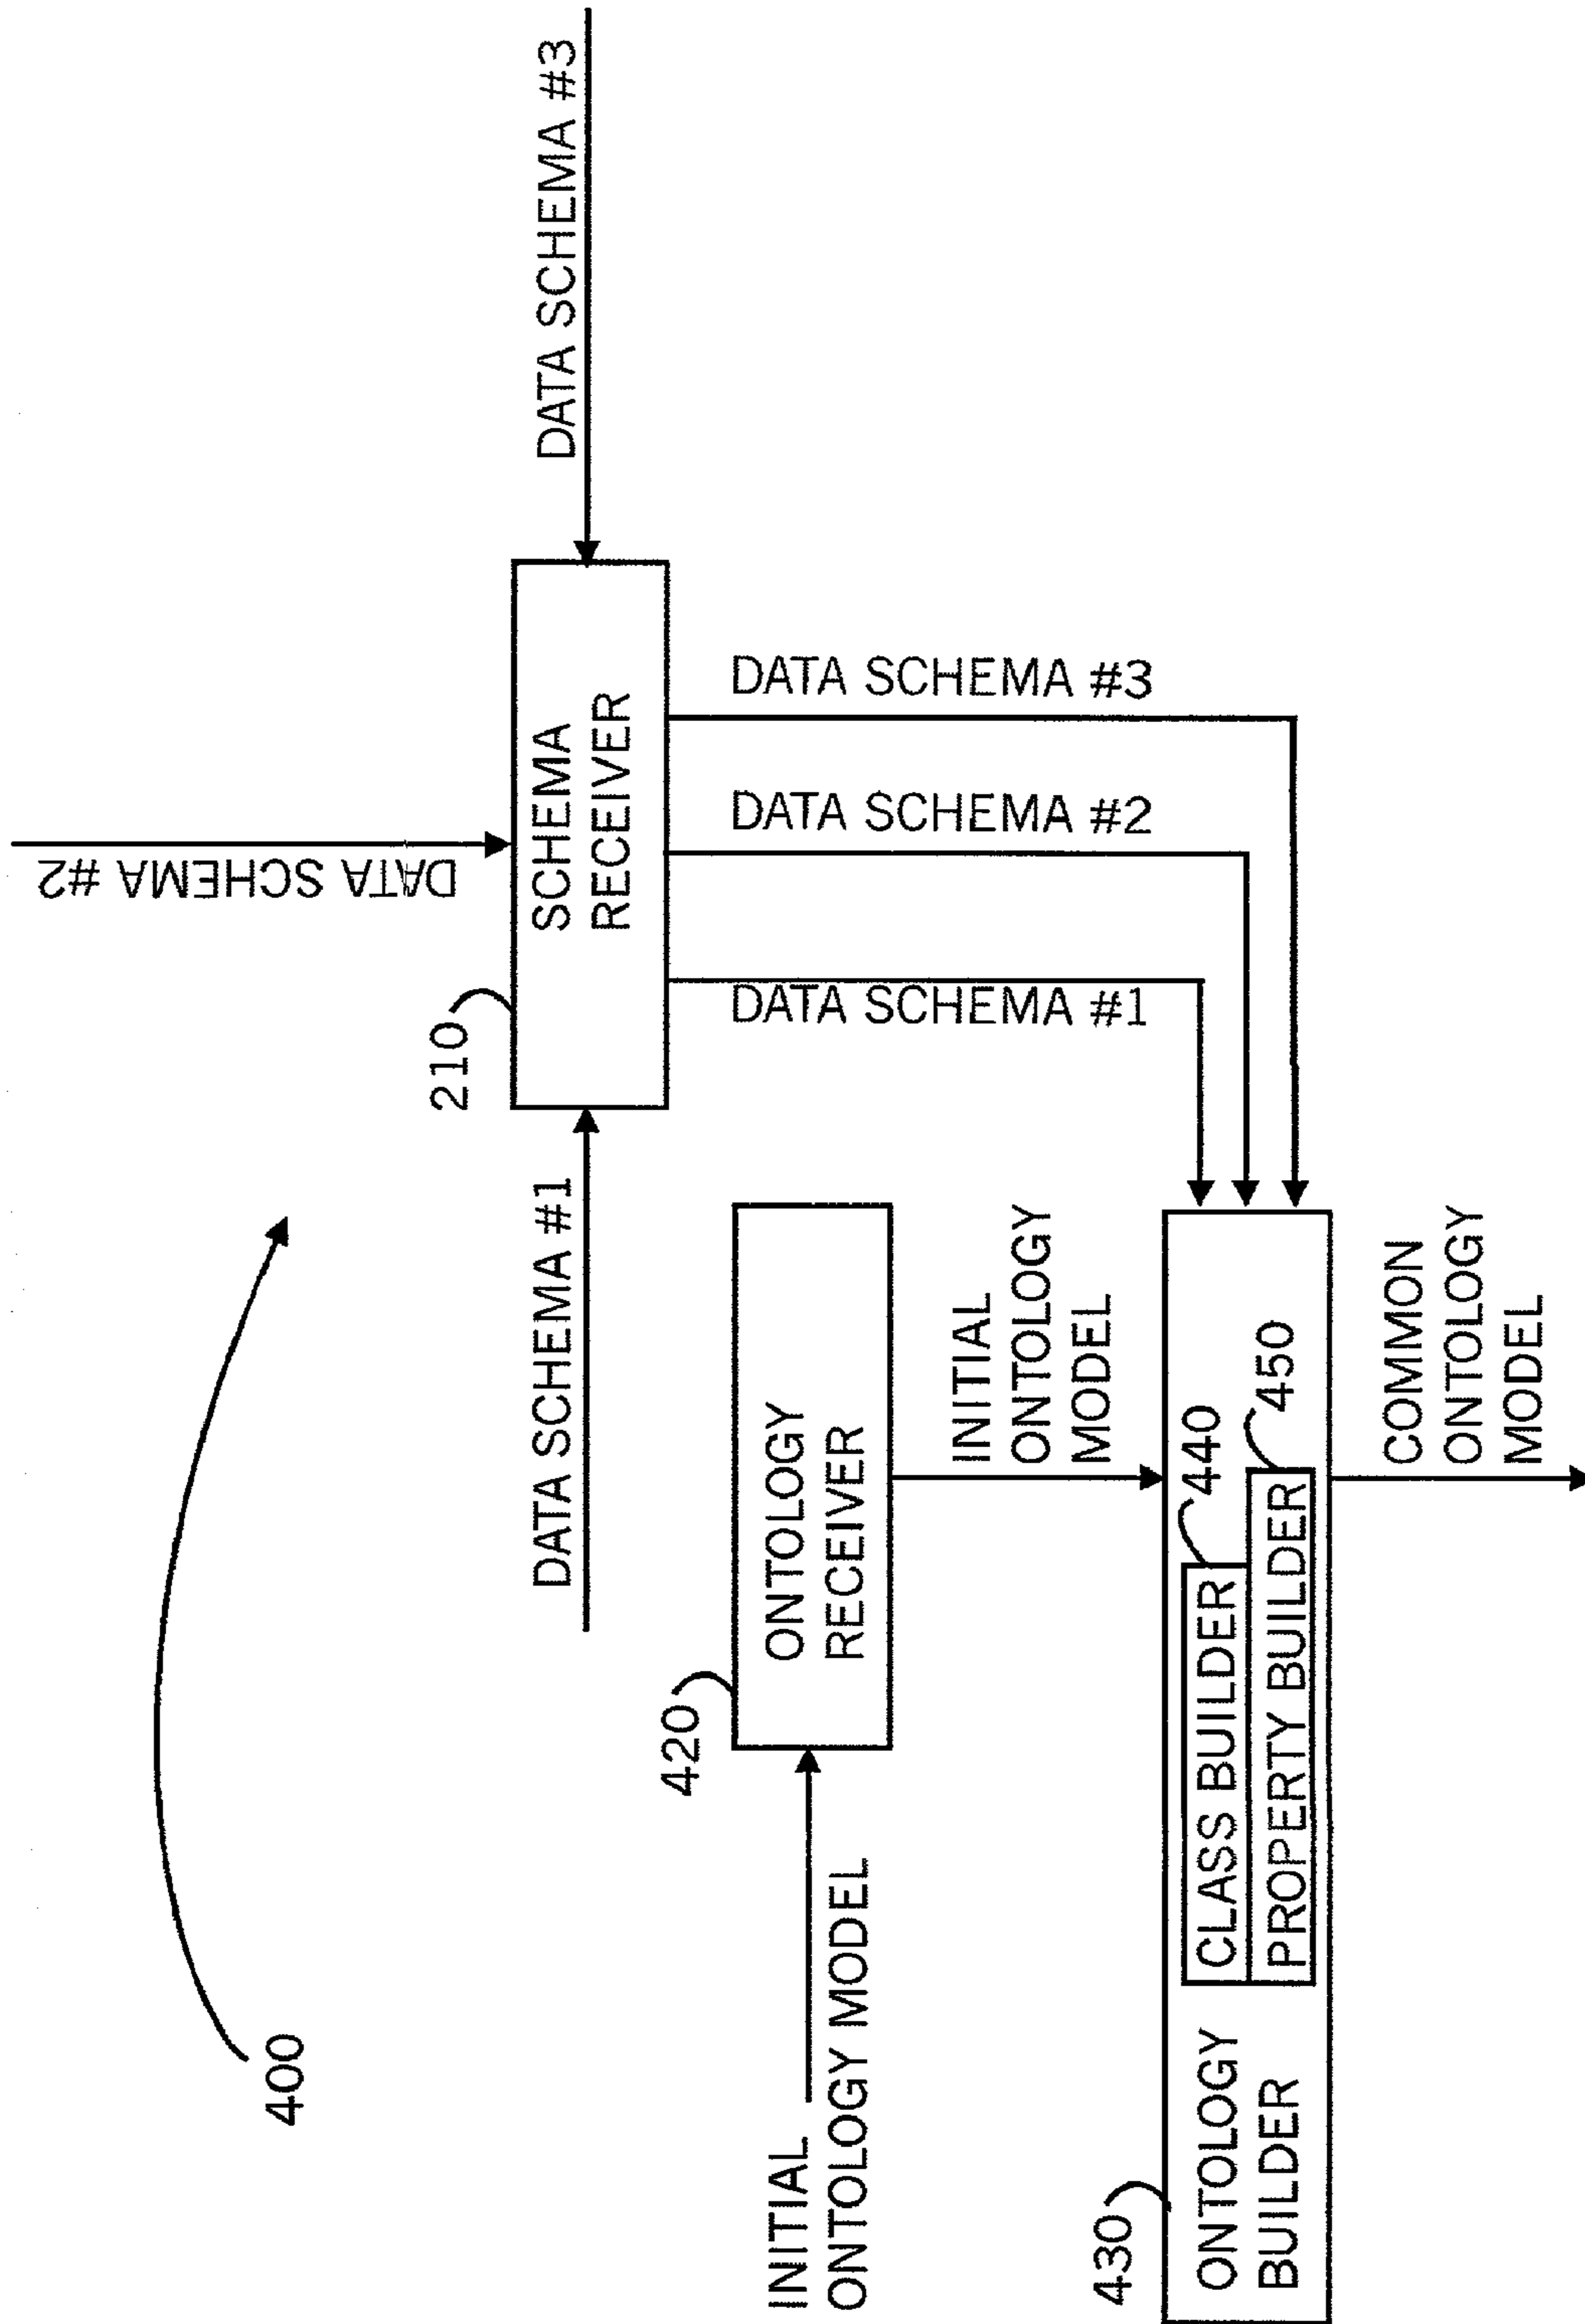 400
DATA SCHEMA #2
DATA SCHEMA #1
210
SCHEMA
RECEIVER
DATA SCHEMA #3
INITIAL
ONTOLOGY MODEL
420
ONTOLOGY
RECEIVER
DATA SCHEMA #1
DATA SCHEMA #2
DATA SCHEMA #3
INITIAL
ONTOLOGY
MODEL
430
ONTOLOGY
BUILDER
CLASS BUILDER
440
PROPERTY BUILDER
450
COMMON
ONTOLOGY
MODEL